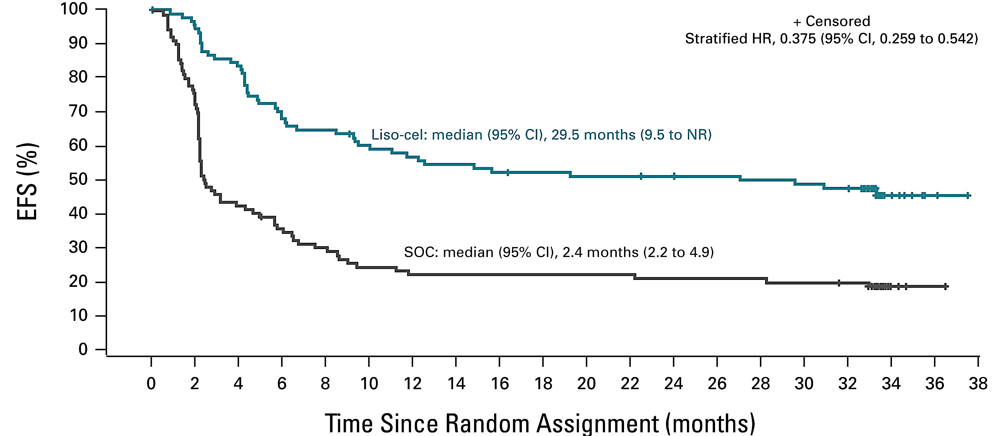 100
90
80
70
60
50
40
30
20
10
0
EFS (%)
+ Censored
Stratified HR, 0.375 (95% CI, 0.259 to 0.542)
Liso-cel: median (95% CI), 29.5 months (9.5 to NR)
SOC: median (95% CI), 2.4 months (2.2 to 4.9)
0 2 4 6 8 10 12 14 16 18 20 22 24 26 28 30 32 34 36 38
Time Since Random Assignment (months)